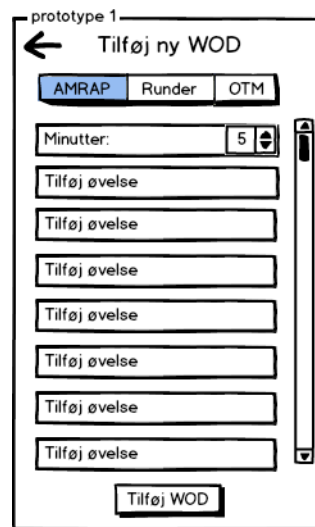 prototype 1
Tilføj ny WOD
AMRAP Runder OTM
Minutter: 5
Tilføj øvelse
Tilføj øvelse
Tilføj øvelse
Tilføj øvelse
Tilføj øvelse
Tilføj øvelse
Tilføj øvelse
Tilføj WOD